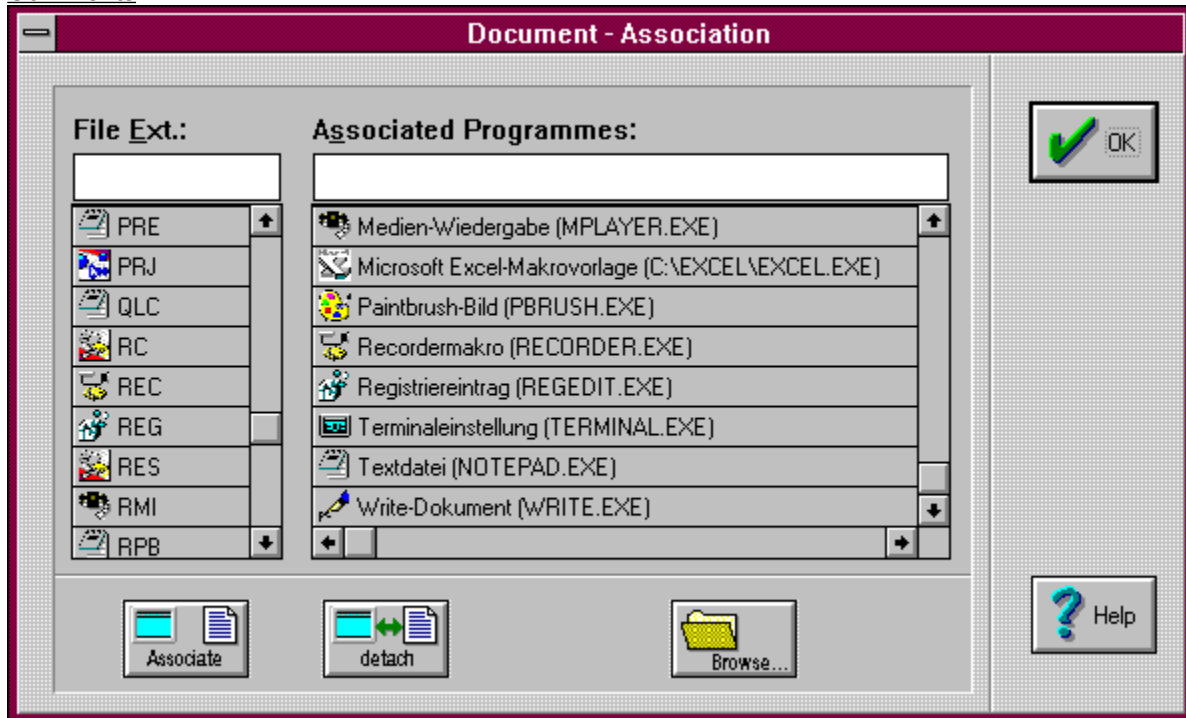 Document - Association
File Ext.:
Associated Programmes:
PRE
PRJ
QLC
RC
REC
REG
RES
RMI
RPB
Medien-Wiedergabe (MPLAYER.EXE)
Microsoft Excel-Makrovorlage (C:\EXCEL\EXCEL.EXE)
Paintbrush-Bild (PBRUSH.EXE)
Recordermakro (RECORDER.EXE)
Registriereintrag (REGEDIT.EXE)
Terminaleinstellung (TERMINAL.EXE)
Textdatei (NOTEPAD.EXE)
Write-Dokument (WRITE.EXE)
Associate
detach
Browse...
OK
Help